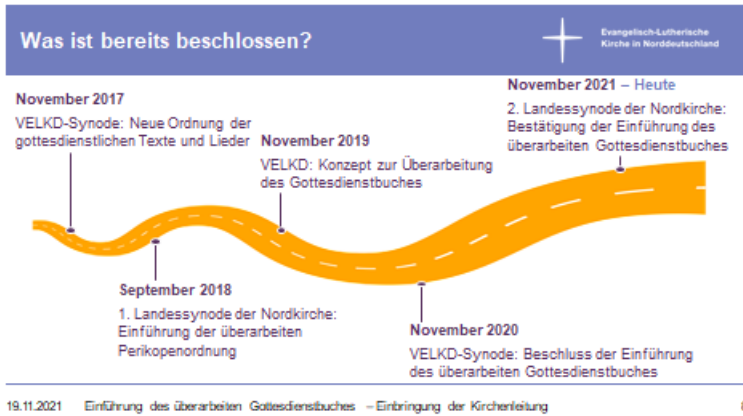 Was ist bereits beschlossen?
Evangelisch-Lutherische
Kirche in Norddeutschland
November 2017
VELKD-Synode: Neue Ordnung der
gottesdienstlichen Texte und Lieder
September 2018
1. Landessynode der Nordkirche:
Einführung der überarbeiten
Perikopenordnung
November 2019
VELKD: Konzept zur Überarbeitung
des Gottesdienstbuches
November 2020
VELKD-Synode: Beschluss der Einführung
des überarbeiten Gottesdienstbuches
November 2021 – Heute
2. Landessynode der Nordkirche:
Bestätigung der Einführung des
überarbeiten Gottesdienstbuches
19.11.2021 Einführung des überarbeiten Gottesdienstbuches – Einbringung der Kirchenleitung